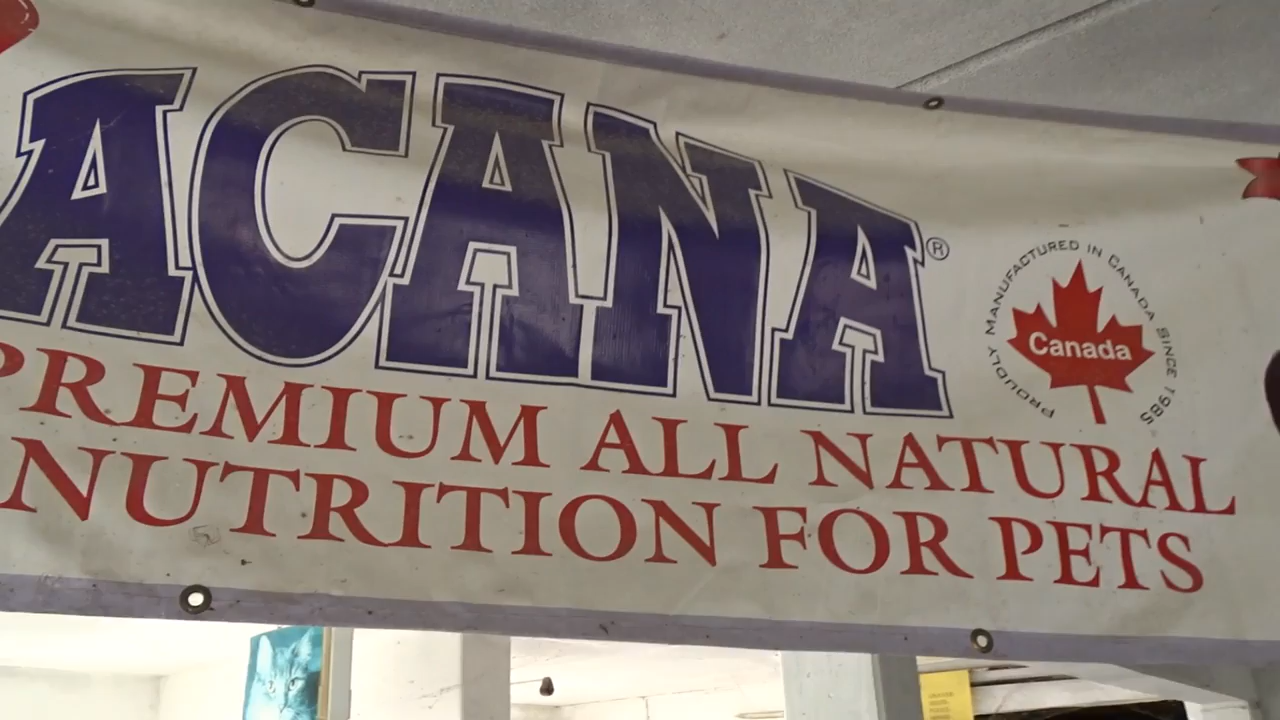 ACANA®
PROUDLY MANUFACTURED IN CANADA SINCE 1985
Canada
PREMIUM ALL NATURAL
NUTRITION FOR PETS